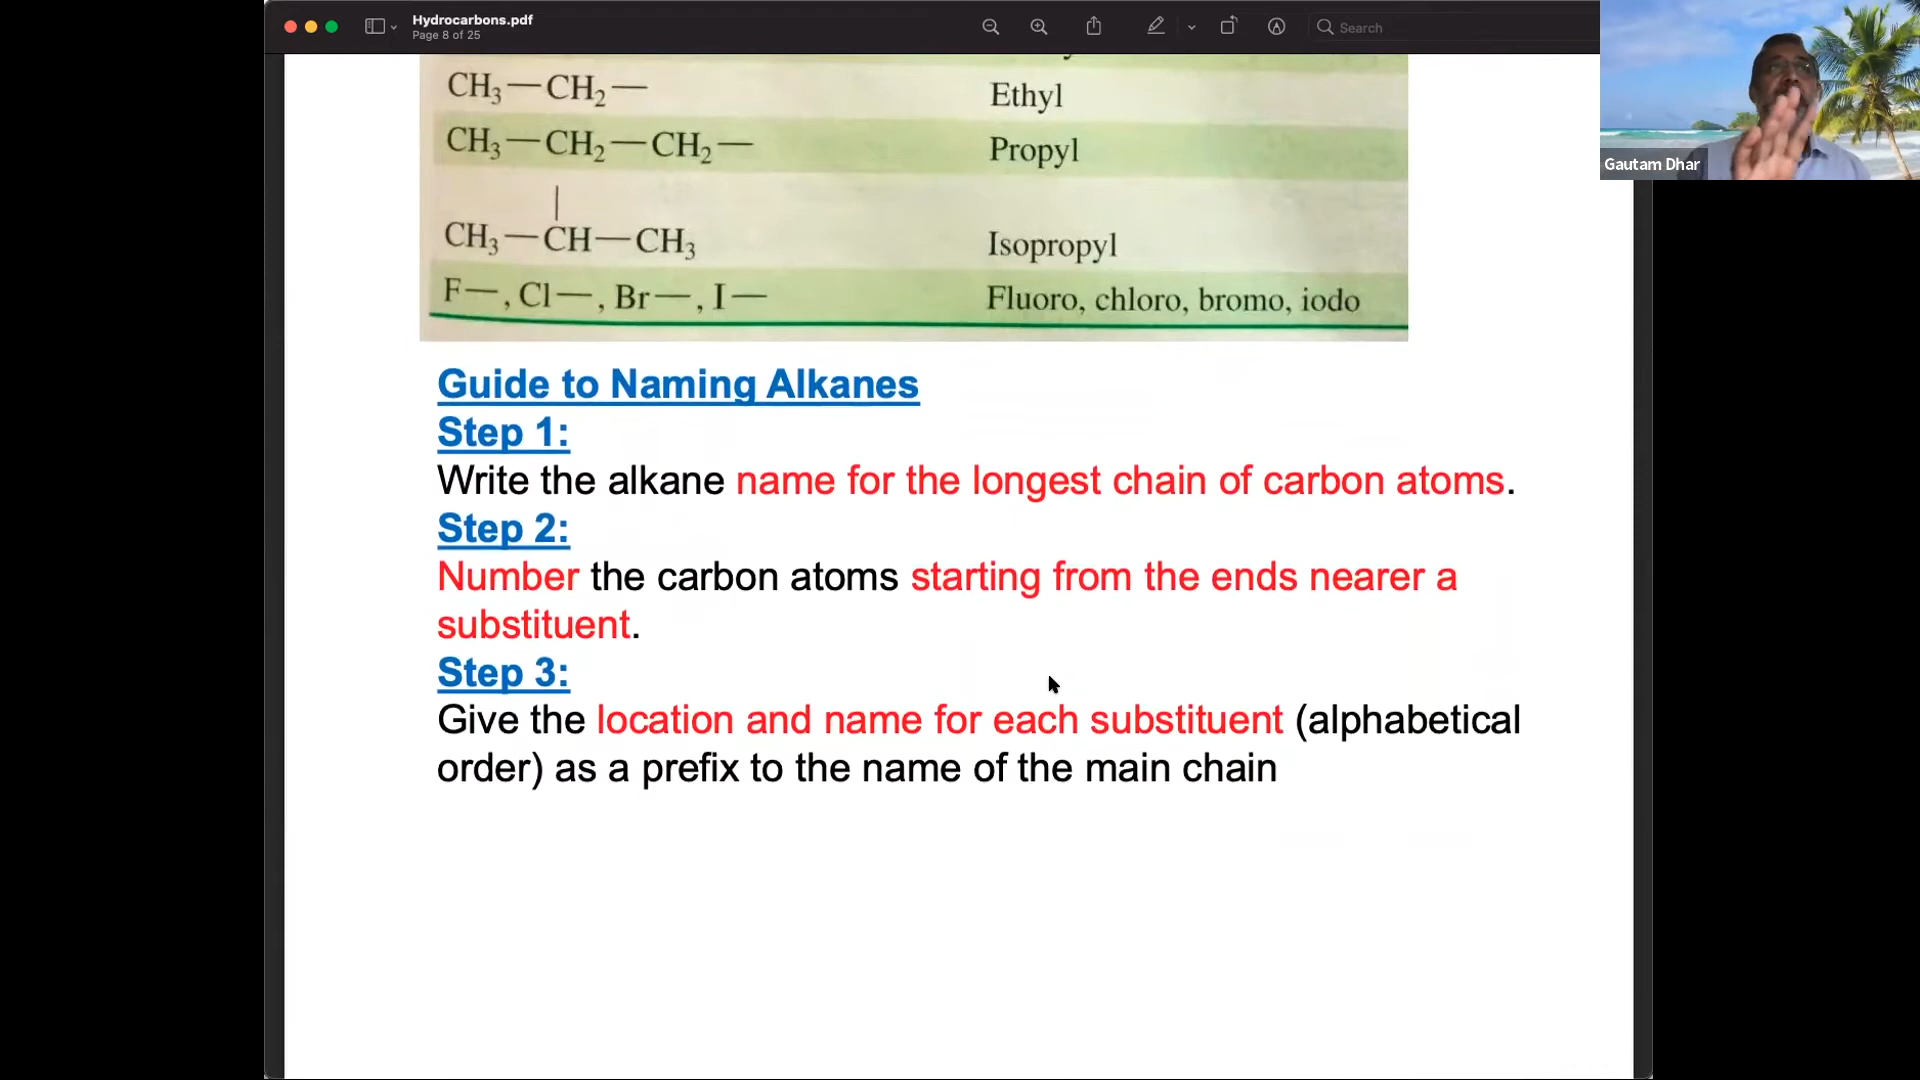 Hydrocarbons.pdf
Page 8 of 25
Search
Gautam Dhar
CH₃—CH₂— Ethyl
CH₃—CH₂—CH₂— Propyl
|
CH₃—CH—CH₃ Isopropyl
F—, Cl—, Br—, I— Fluoro, chloro, bromo, iodo
Guide to Naming Alkanes
Step 1:
Write the alkane name for the longest chain of carbon atoms.
Step 2:
Number the carbon atoms starting from the ends nearer a
substituent.
Step 3:
Give the location and name for each substituent (alphabetical
order) as a prefix to the name of the main chain